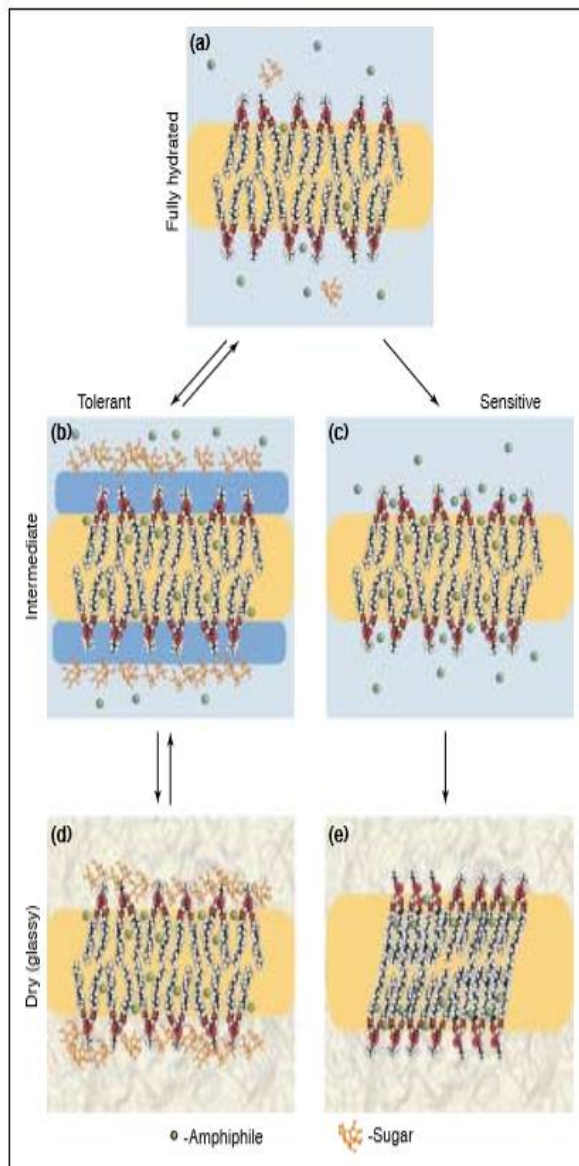 (a)
Fully hydrated
Tolerant
Sensitive
(b)
(c)
Intermediate
(d)
(e)
Dry (glassy)
-Amphiphile
-Sugar